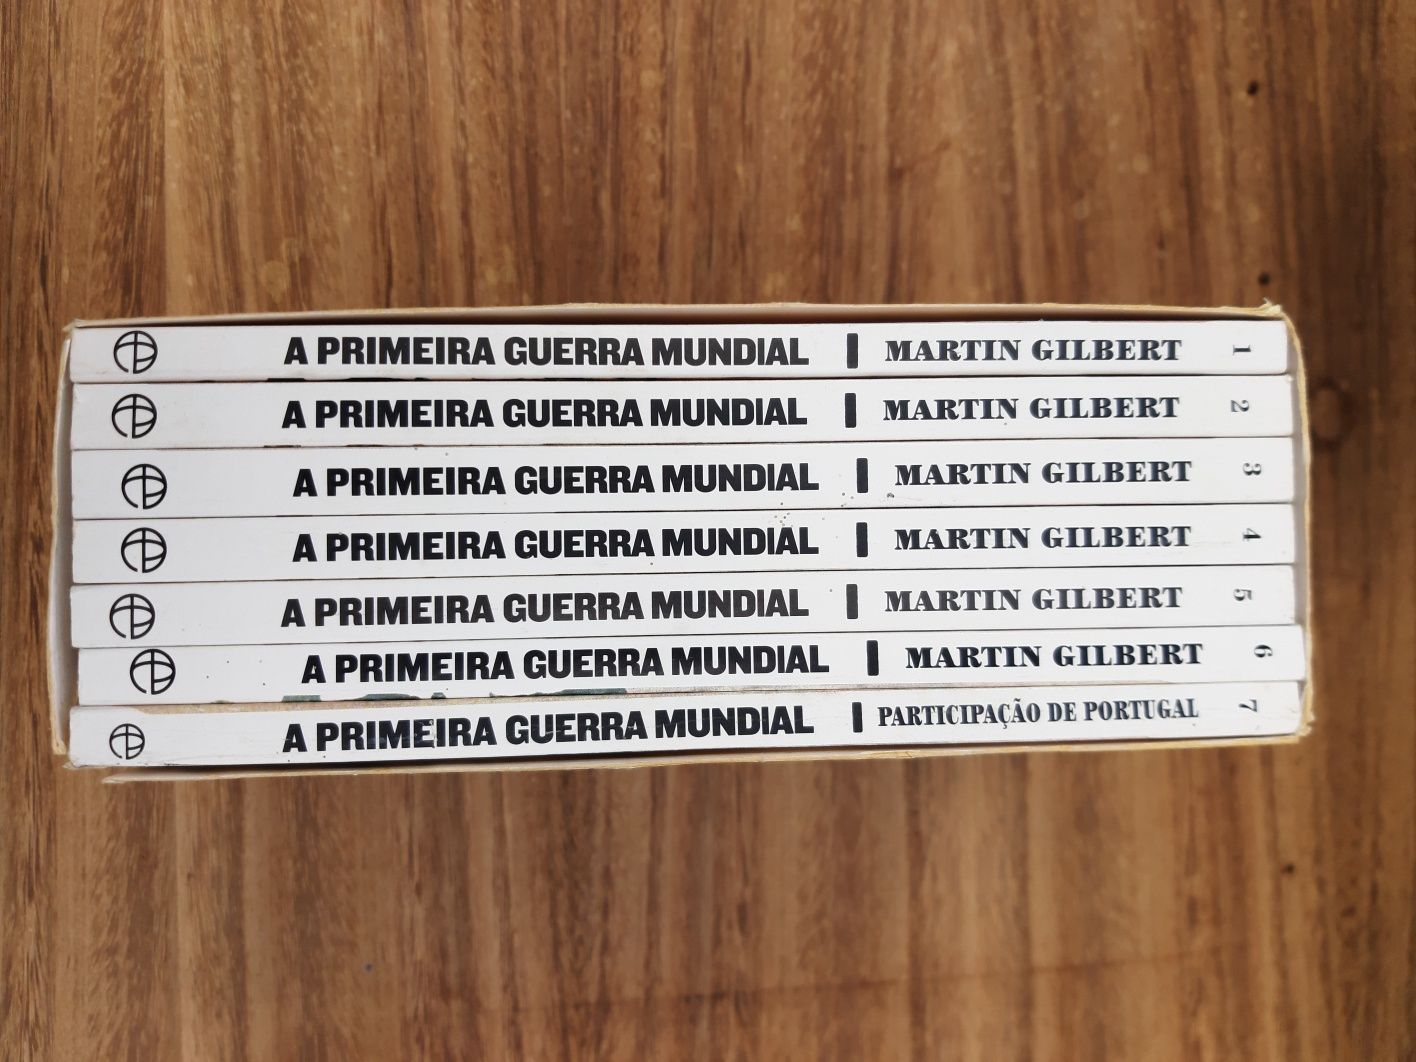 A PRIMEIRA GUERRA MUNDIAL | MARTIN GILBERT 1
A PRIMEIRA GUERRA MUNDIAL | MARTIN GILBERT 2
A PRIMEIRA GUERRA MUNDIAL | MARTIN GILBERT 3
A PRIMEIRA GUERRA MUNDIAL | MARTIN GILBERT 4
A PRIMEIRA GUERRA MUNDIAL | MARTIN GILBERT 5
A PRIMEIRA GUERRA MUNDIAL | MARTIN GILBERT 6
A PRIMEIRA GUERRA MUNDIAL | PARTICIPAÇÃO DE PORTUGAL 7